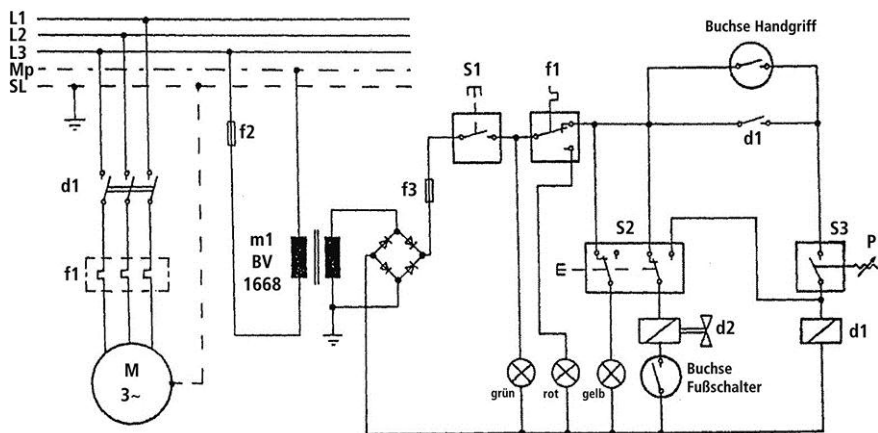 L1
L2
L3
Mp
SL
d1
f1
M
3~
f2
m1
BV
1668
f3
S1
f1
Buchse Handgriff
d1
S2
S3
P
d2
d1
Buchse
Fußschalter
grün
rot
gelb